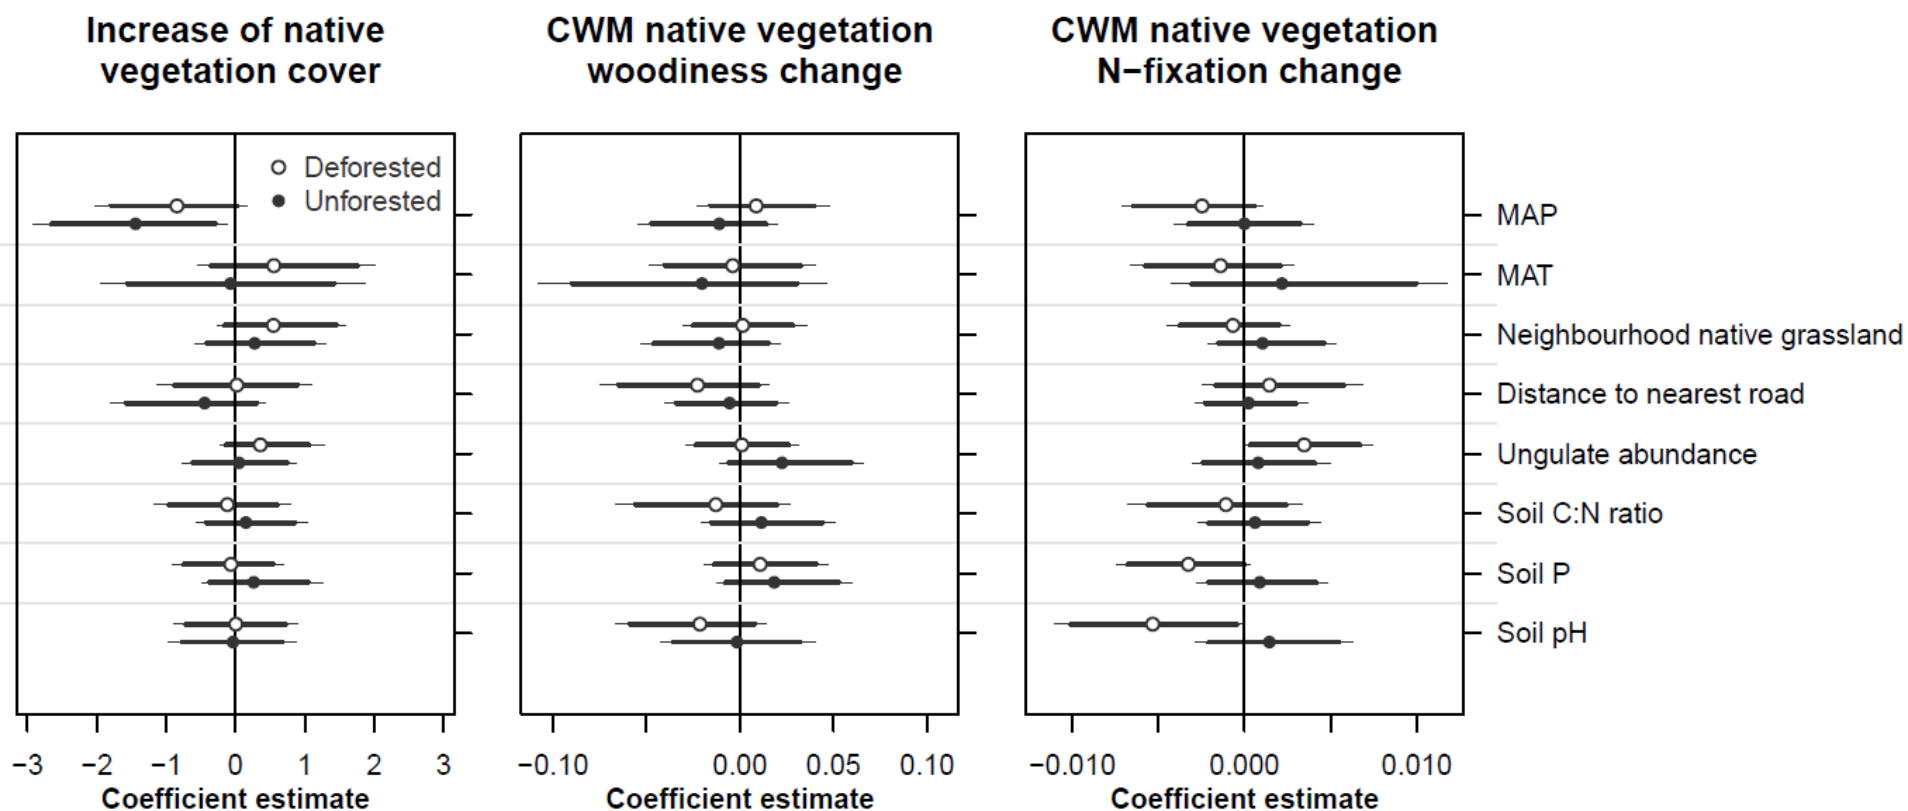 Increase of native
vegetation cover
CWM native vegetation
woodiness change
CWM native vegetation
N−fixation change
Deforested
Unforested
MAP
MAT
Neighbourhood native grassland
Distance to nearest road
Ungulate abundance
Soil C:N ratio
Soil P
Soil pH
−3 −2 −1 0 1 2 3
Coefficient estimate
−0.10 0.00 0.05 0.10
Coefficient estimate
−0.010 0.000 0.010
Coefficient estimate